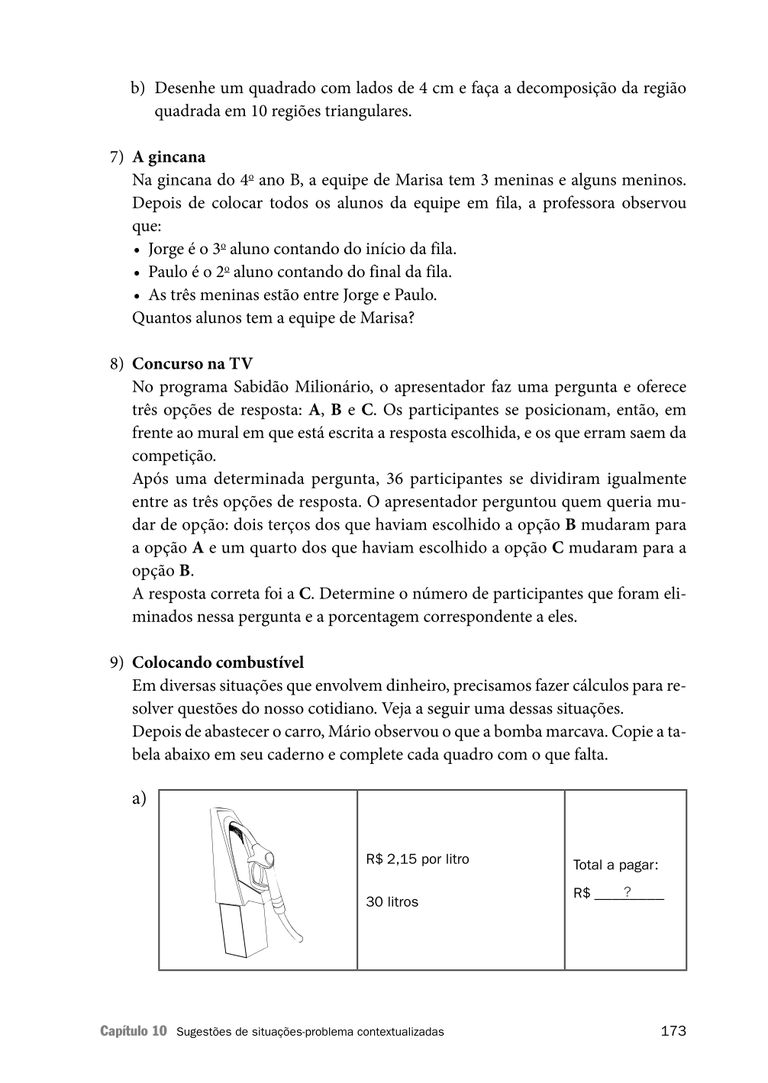 b) Desenhe um quadrado com lados de 4 cm e faça a decomposição da região
quadrada em 10 regiões triangulares.
7) A gincana
Na gincana do 4º ano B, a equipe de Marisa tem 3 meninas e alguns meninos.
Depois de colocar todos os alunos da equipe em fila, a professora observou
que:
• Jorge é o 3º aluno contando do início da fila.
• Paulo é o 2º aluno contando do final da fila.
• As três meninas estão entre Jorge e Paulo.
Quantos alunos tem a equipe de Marisa?
8) Concurso na TV
No programa Sabidão Milionário, o apresentador faz uma pergunta e oferece
três opções de resposta: A, B e C. Os participantes se posicionam, então, em
frente ao mural em que está escrita a resposta escolhida, e os que erram saem da
competição.
Após uma determinada pergunta, 36 participantes se dividiram igualmente
entre as três opções de resposta. O apresentador perguntou quem queria mu-
dar de opção: dois terços dos que haviam escolhido a opção B mudaram para
a opção A e um quarto dos que haviam escolhido a opção C mudaram para a
opção B.
A resposta correta foi a C. Determine o número de participantes que foram eli-
minados nessa pergunta e a porcentagem correspondente a eles.
9) Colocando combustível
Em diversas situações que envolvem dinheiro, precisamos fazer cálculos para re-
solver questões do nosso cotidiano. Veja a seguir uma dessas situações.
Depois de abastecer o carro, Mário observou o que a bomba marcava. Copie a ta-
bela abaixo em seu caderno e complete cada quadro com o que falta.
a)
R$ 2,15 por litro
30 litros
Total a pagar:
R$ ____?____
Capítulo 10 Sugestões de situações-problema contextualizadas 173